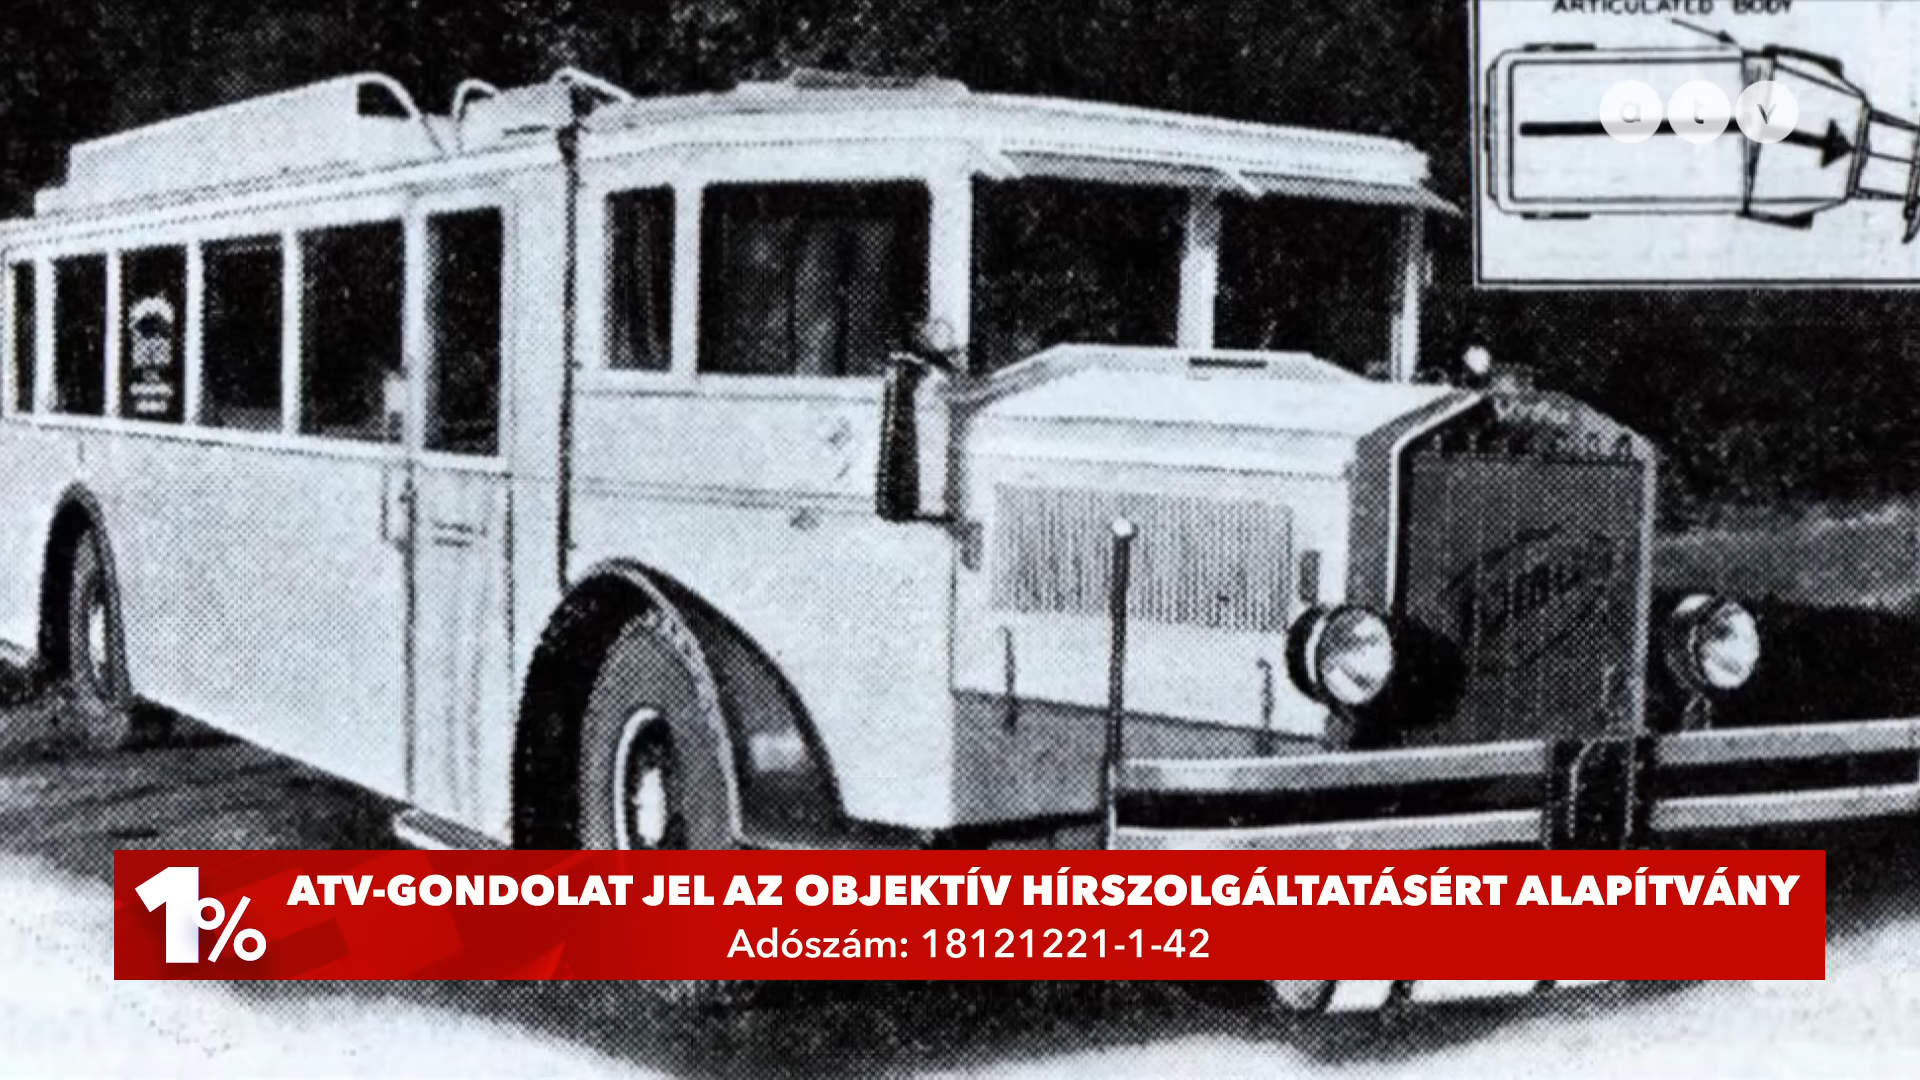 ARTICULATED BODY
atv
1% ATV-GONDOLAT JEL AZ OBJEKTÍV HÍRSZOLGÁLTATÁSÉRT ALAPÍTVÁNY
Adószám: 18121221-1-42